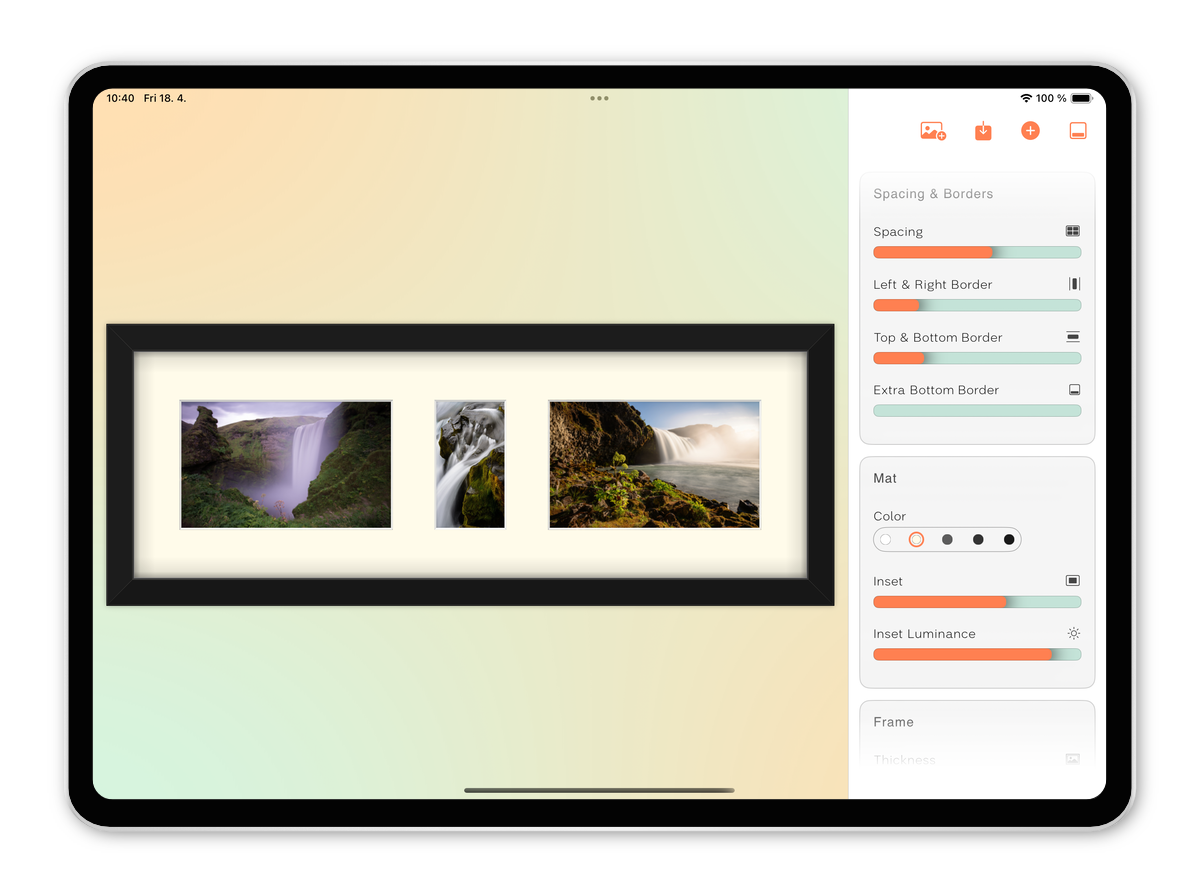 10:40 Fri 18. 4.
100 %
Spacing & Borders
Spacing
Left & Right Border
Top & Bottom Border
Extra Bottom Border
Mat
Color
Inset
Inset Luminance
Frame
Thickness